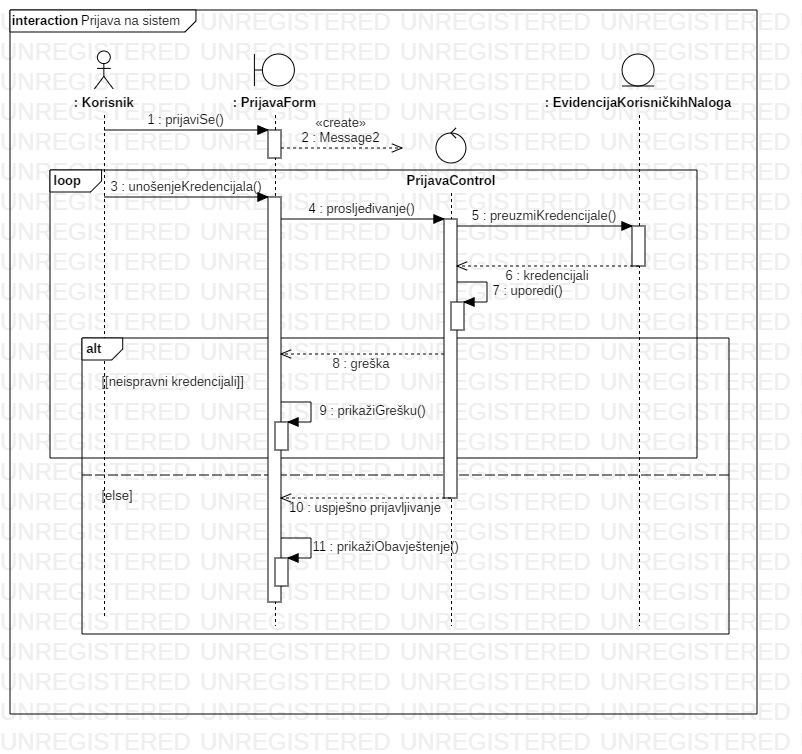 interaction Prijava na sistem
: Korisnik
: PrijavaForm
: EvidencijaKorisničkihNaloga
1 : prijaviSe()
«create»
2 : Message2
PrijavaControl
loop
3 : unošenjeKredencijala()
4 : prosljeđivanje()
5 : preuzmiKredencijale()
6 : kredencijali
7 : uporedi()
alt
8 : greška
[[neispravni kredencijali]]
9 : prikažiGrešku()
[else]
10 : uspješno prijavljivanje
11 : prikažiObavještenje()
UNREGISTERED